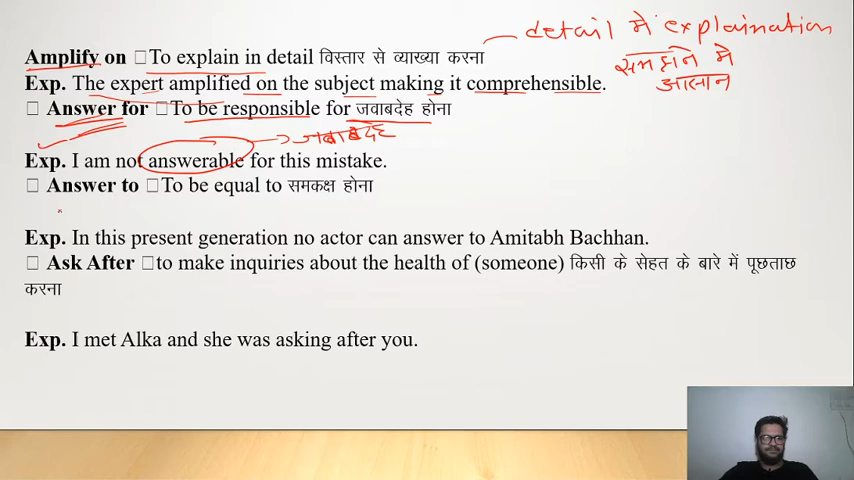 detail में explaination
Amplify on □To explain in detail विस्तार से व्याख्या करना
समझने मे
Exp. The expert amplified on the subject making it comprehensible.
आसान
□ Answer for □To be responsible for जवाबदेह होना
जवाबदेह
Exp. I am not answerable for this mistake.
□ Answer to □To be equal to समकक्ष होना
Exp. In this present generation no actor can answer to Amitabh Bachhan.
□ Ask After □to make inquiries about the health of (someone) किसी के सेहत के बारे में पूछताछ
करना
Exp. I met Alka and she was asking after you.